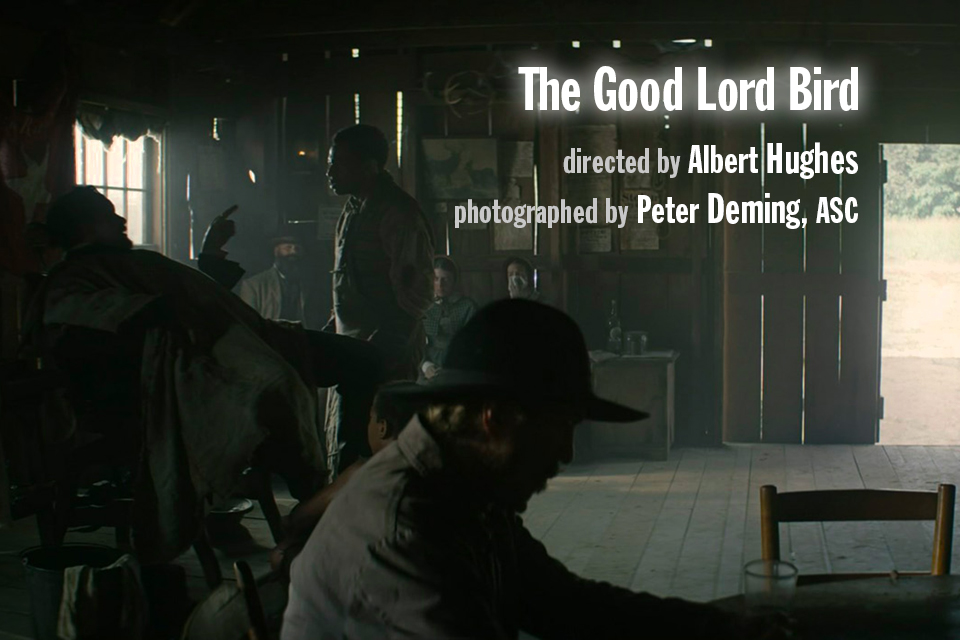 The Good Lord Bird
directed by Albert Hughes
photographed by Peter Deming, ASC